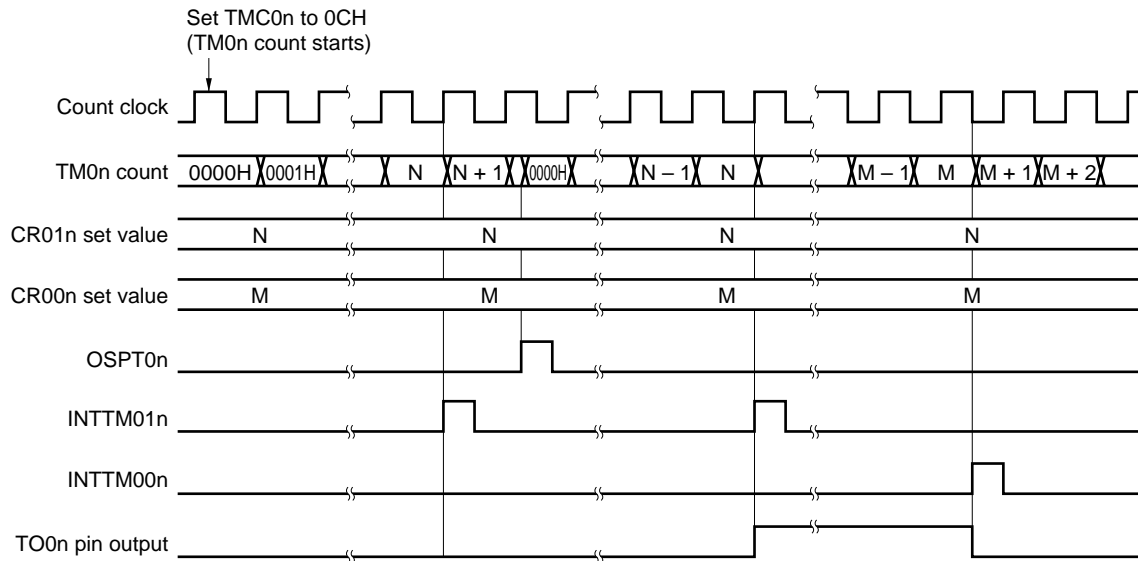 Set TMC0n to 0CH
(TM0n count starts)
Count clock
TM0n count 0000H 0001H N N + 1 0000H N – 1 N M – 1 M M + 1 M + 2
CR01n set value N N N N
CR00n set value M M M M
OSPT0n
INTTM01n
INTTM00n
TO0n pin output